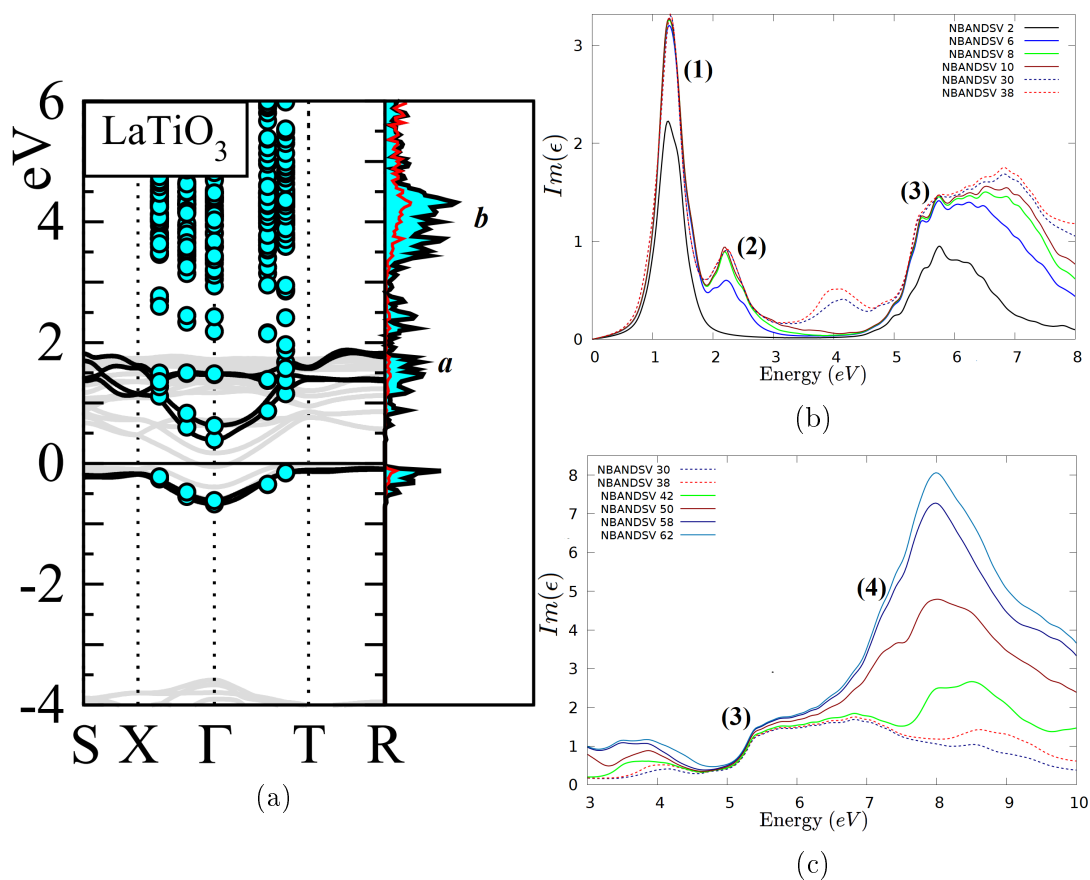 6
4
2
0
-2
-4
eV
LaTiO₃
b
a
S X Γ T R
(a)
3
2
1
0
Im(ϵ)
NBANDSV 2
NBANDSV 6
NBANDSV 8
NBANDSV 10
NBANDSV 30
NBANDSV 38
(1)
(2)
(3)
0 1 2 3 4 5 6 7 8
Energy (eV)
(b)
8
7
6
5
4
3
2
1
0
Im(ϵ)
NBANDSV 30
NBANDSV 38
NBANDSV 42
NBANDSV 50
NBANDSV 58
NBANDSV 62
(4)
(3)
3 4 5 6 7 8 9 10
Energy (eV)
(c)